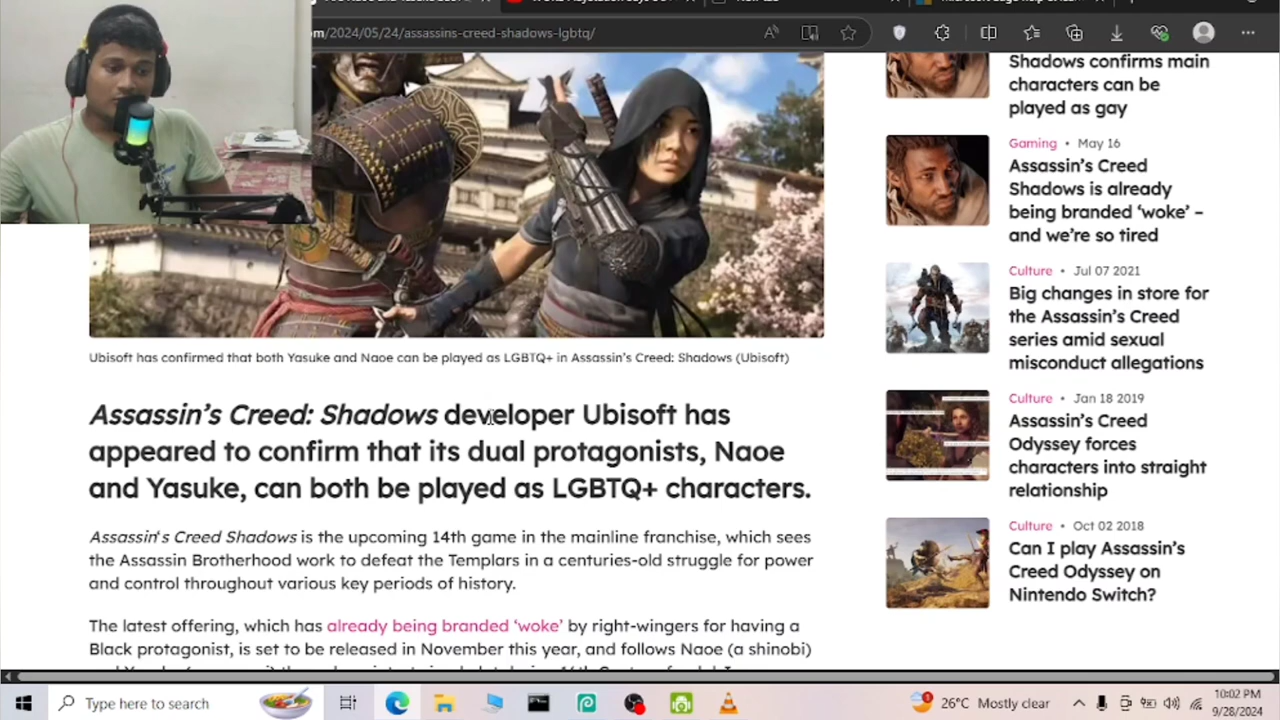 om/2024/05/24/assassins-creed-shadows-lgbtq/
Shadows confirms main
characters can be
played as gay
Gaming • May 16
Assassin's Creed
Shadows is already
being branded 'woke' –
and we're so tired
Culture • Jul 07 2021
Big changes in store for
the Assassin's Creed
series amid sexual
misconduct allegations
Culture • Jan 18 2019
Assassin's Creed
Odyssey forces
characters into straight
relationship
Culture • Oct 02 2018
Can I play Assassin's
Creed Odyssey on
Nintendo Switch?
Ubisoft has confirmed that both Yasuke and Naoe can be played as LGBTQ+ in Assassin's Creed: Shadows (Ubisoft)
Assassin's Creed: Shadows developer Ubisoft has
appeared to confirm that its dual protagonists, Naoe
and Yasuke, can both be played as LGBTQ+ characters.
Assassin's Creed Shadows is the upcoming 14th game in the mainline franchise, which sees
the Assassin Brotherhood work to defeat the Templars in a centuries-old struggle for power
and control throughout various key periods of history.
The latest offering, which has already being branded 'woke' by right-wingers for having a
Black protagonist, is set to be released in November this year, and follows Naoe (a shinobi)
Type here to search
26°C Mostly clear
10:02 PM
9/28/2024